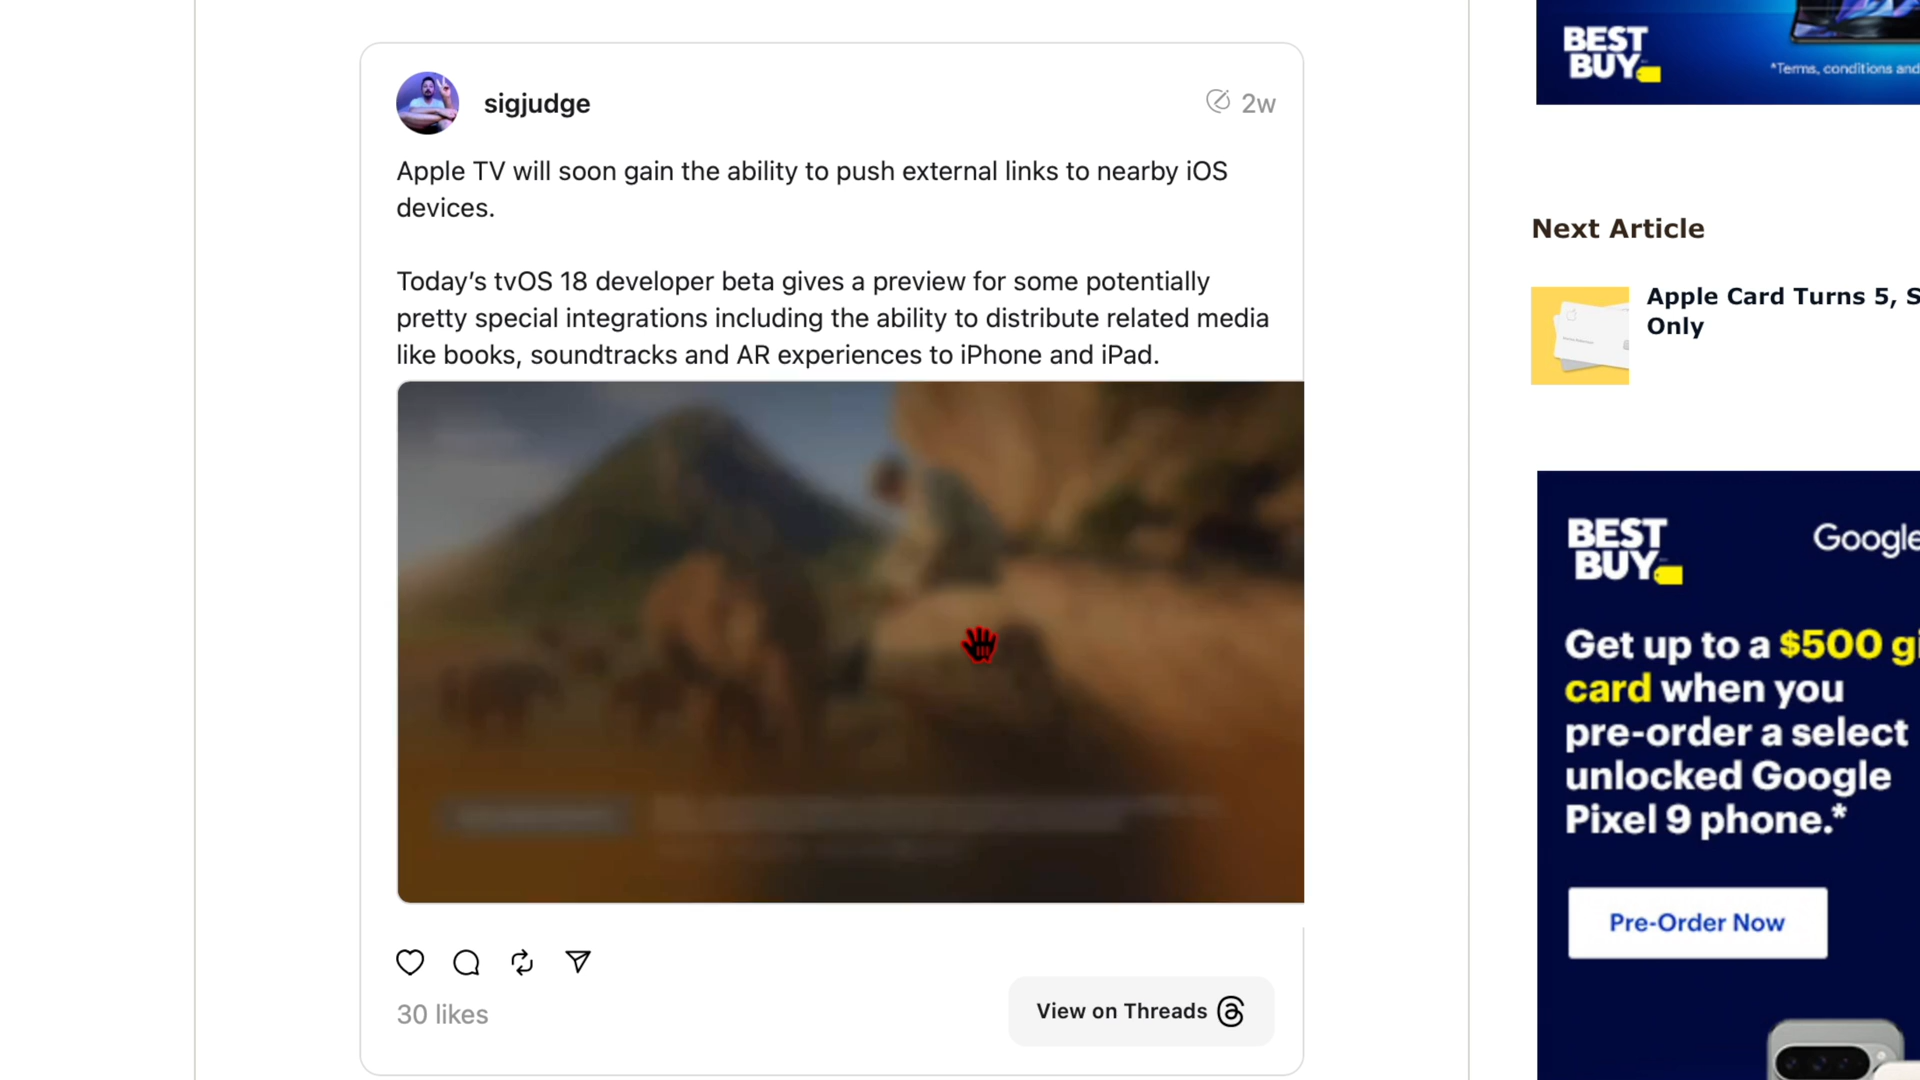 sigjudge
2w
Apple TV will soon gain the ability to push external links to nearby iOS
devices.
Today’s tvOS 18 developer beta gives a preview for some potentially
pretty special integrations including the ability to distribute related media
like books, soundtracks and AR experiences to iPhone and iPad.
30 likes
View on Threads
BEST
BUY
*Terms, conditions and
Next Article
Apple Card Turns 5, S
Only
BEST
BUY
Google
Get up to a $500 gi
card when you
pre-order a select
unlocked Google
Pixel 9 phone.*
Pre-Order Now